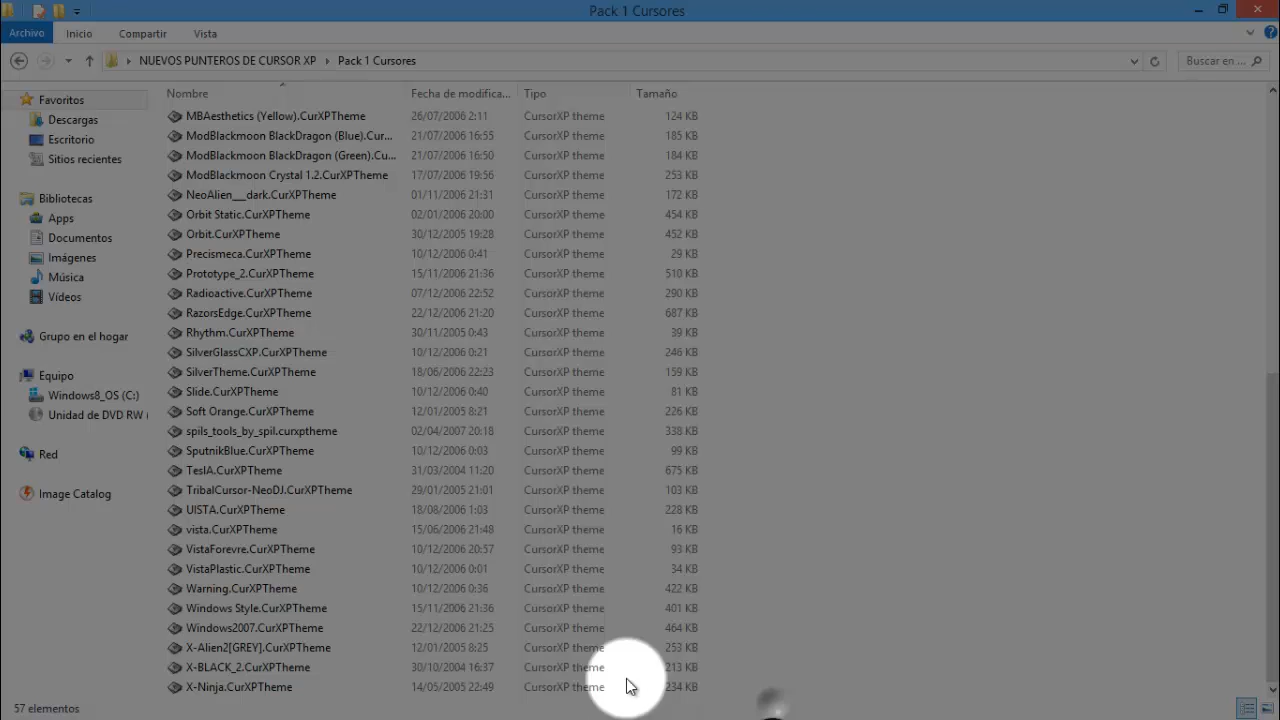 Pack 1 Cursores
Archivo Inicio Compartir Vista
NUEVOS PUNTEROS DE CURSOR XP Pack 1 Cursores Buscar en ...
Nombre Fecha de modifica... Tipo Tamaño
Favoritos
Descargas
Escritorio
Sitios recientes
Bibliotecas
Apps
Documentos
Imágenes
Música
Vídeos
Grupo en el hogar
Equipo
Windows8_OS (C:)
Unidad de DVD RW (
Red
Image Catalog
MBAesthetics (Yellow).CurXPTheme 26/07/2006 2:11 CursorXP theme 124 KB
ModBlackmoon BlackDragon (Blue).Cur... 21/07/2006 16:55 CursorXP theme 185 KB
ModBlackmoon BlackDragon (Green).Cu... 21/07/2006 16:50 CursorXP theme 184 KB
ModBlackmoon Crystal 1.2.CurXPTheme 17/07/2006 19:56 CursorXP theme 253 KB
NeoAlien__dark.CurXPTheme 01/11/2006 21:31 CursorXP theme 172 KB
Orbit Static.CurXPTheme 02/01/2006 20:00 CursorXP theme 454 KB
Orbit.CurXPTheme 30/12/2005 19:28 CursorXP theme 452 KB
Precismeca.CurXPTheme 10/12/2006 0:41 CursorXP theme 29 KB
Prototype_2.CurXPTheme 15/11/2006 21:36 CursorXP theme 510 KB
Radioactive.CurXPTheme 07/12/2006 22:52 CursorXP theme 290 KB
RazorsEdge.CurXPTheme 22/12/2006 21:20 CursorXP theme 687 KB
Rhythm.CurXPTheme 30/11/2005 0:43 CursorXP theme 39 KB
SilverGlassCXP.CurXPTheme 10/12/2006 0:21 CursorXP theme 246 KB
SilverTheme.CurXPTheme 18/06/2006 22:23 CursorXP theme 159 KB
Slide.CurXPTheme 10/12/2006 0:40 CursorXP theme 81 KB
Soft Orange.CurXPTheme 12/01/2005 8:21 CursorXP theme 226 KB
spils_tools_by_spil.curxptheme 02/04/2007 20:18 CursorXP theme 338 KB
SputnikBlue.CurXPTheme 10/12/2006 0:03 CursorXP theme 99 KB
TeslA.CurXPTheme 31/03/2004 11:20 CursorXP theme 675 KB
TribalCursor-NeoDJ.CurXPTheme 29/01/2005 21:01 CursorXP theme 103 KB
UISTA.CurXPTheme 18/08/2006 1:03 CursorXP theme 228 KB
vista.CurXPTheme 15/06/2006 21:48 CursorXP theme 16 KB
VistaForevre.CurXPTheme 10/12/2006 20:57 CursorXP theme 93 KB
VistaPlastic.CurXPTheme 10/12/2006 0:01 CursorXP theme 34 KB
Warning.CurXPTheme 10/12/2006 0:36 CursorXP theme 422 KB
Windows Style.CurXPTheme 15/11/2006 21:36 CursorXP theme 401 KB
Windows2007.CurXPTheme 22/12/2006 21:25 CursorXP theme 464 KB
X-Alien2[GREY].CurXPTheme 12/01/2005 8:25 CursorXP theme 253 KB
X-BLACK_2.CurXPTheme 30/10/2004 16:37 CursorXP theme 213 KB
X-Ninja.CurXPTheme 14/05/2005 22:49 CursorXP theme 234 KB
57 elementos